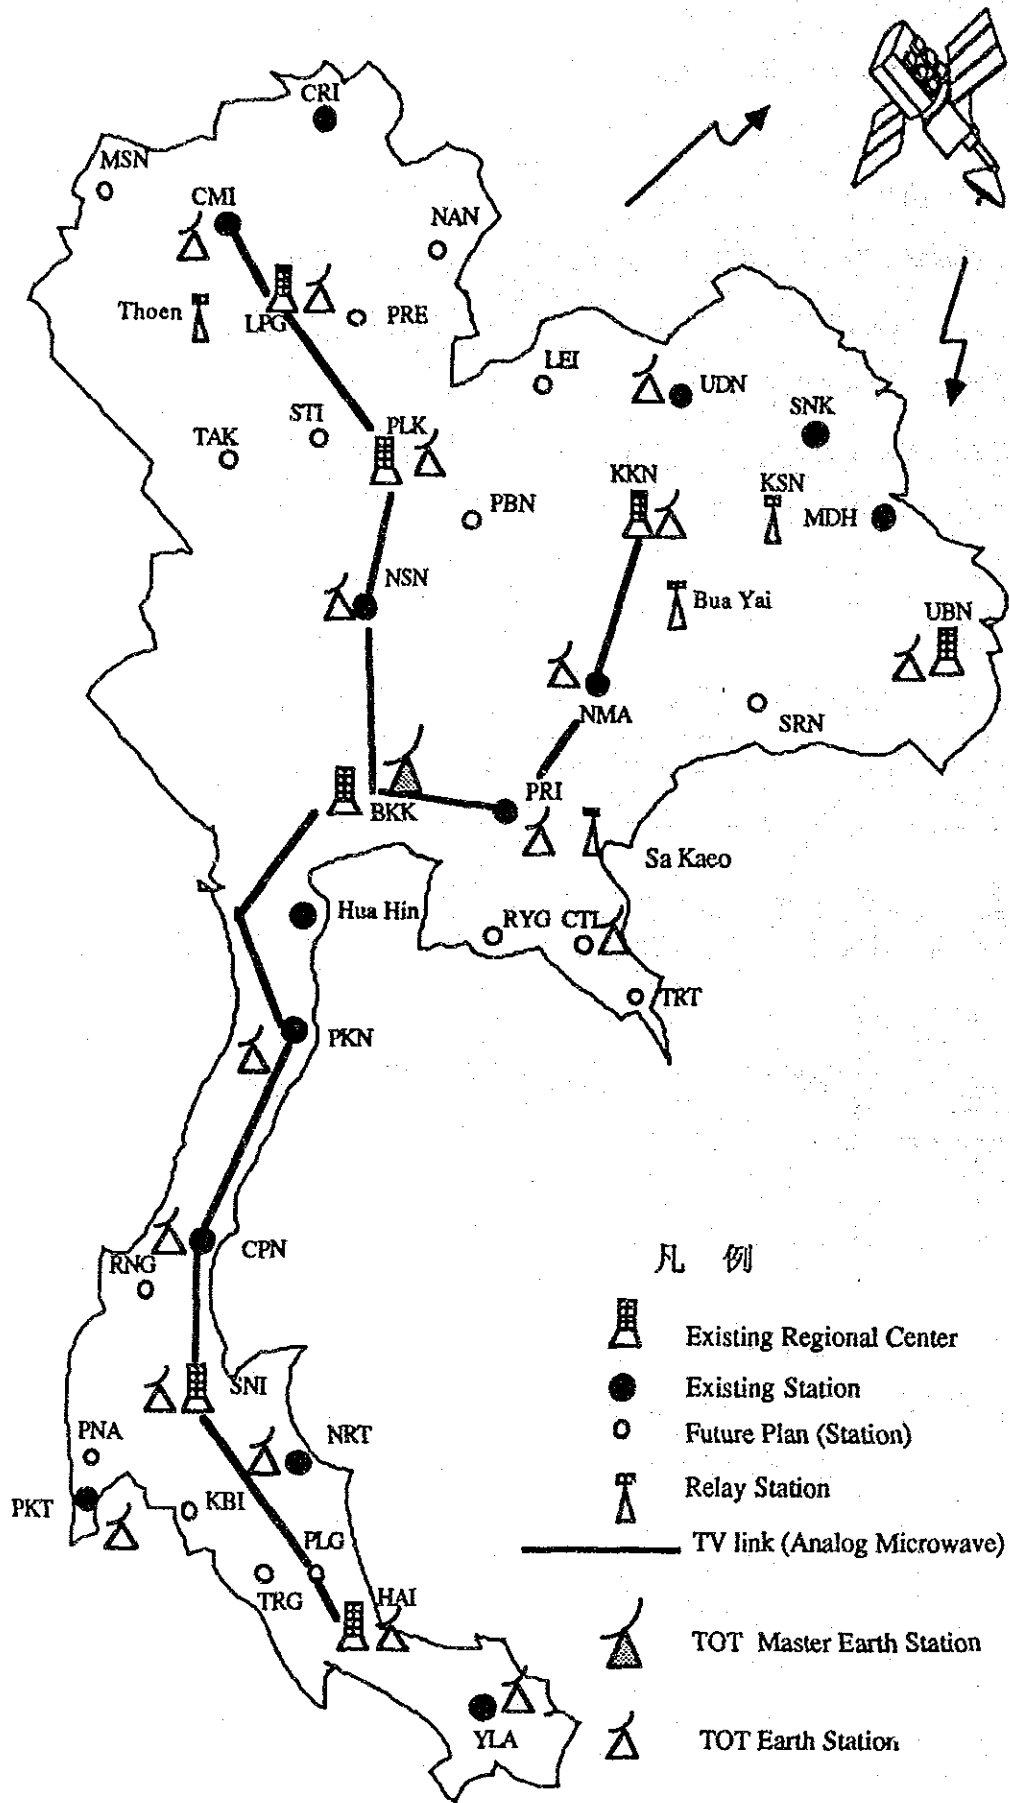 CRI
MSN
CMI
NAN
Thoen
LPG
PRE
LEI
UDN
SNK
STI
PLK
TAK
KKN
KSN
PBN
MDH
NSN
Bua Yai
UBN
NMA
SRN
PRI
BKK
Sa Kaeo
Hua Hin
RYG
CTL
TRT
PKN
CPN
RNG
凡 例
Existing Regional Center
SNI
Existing Station
PNA
NRT
Future Plan (Station)
PKT
KBI
Relay Station
PLG
TV link (Analog Microwave)
TRG
HAI
TOT Master Earth Station
YLA
TOT Earth Station